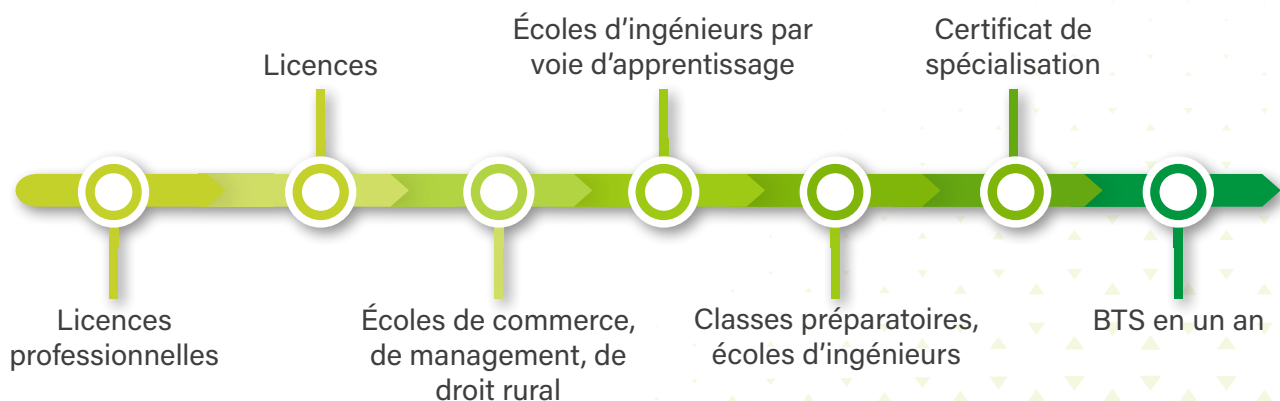 Licences
professionnelles
Licences
Écoles de commerce,
de management, de
droit rural
Écoles d'ingénieurs par
voie d'apprentissage
Classes préparatoires,
écoles d'ingénieurs
Certificat de
spécialisation
BTS en un an